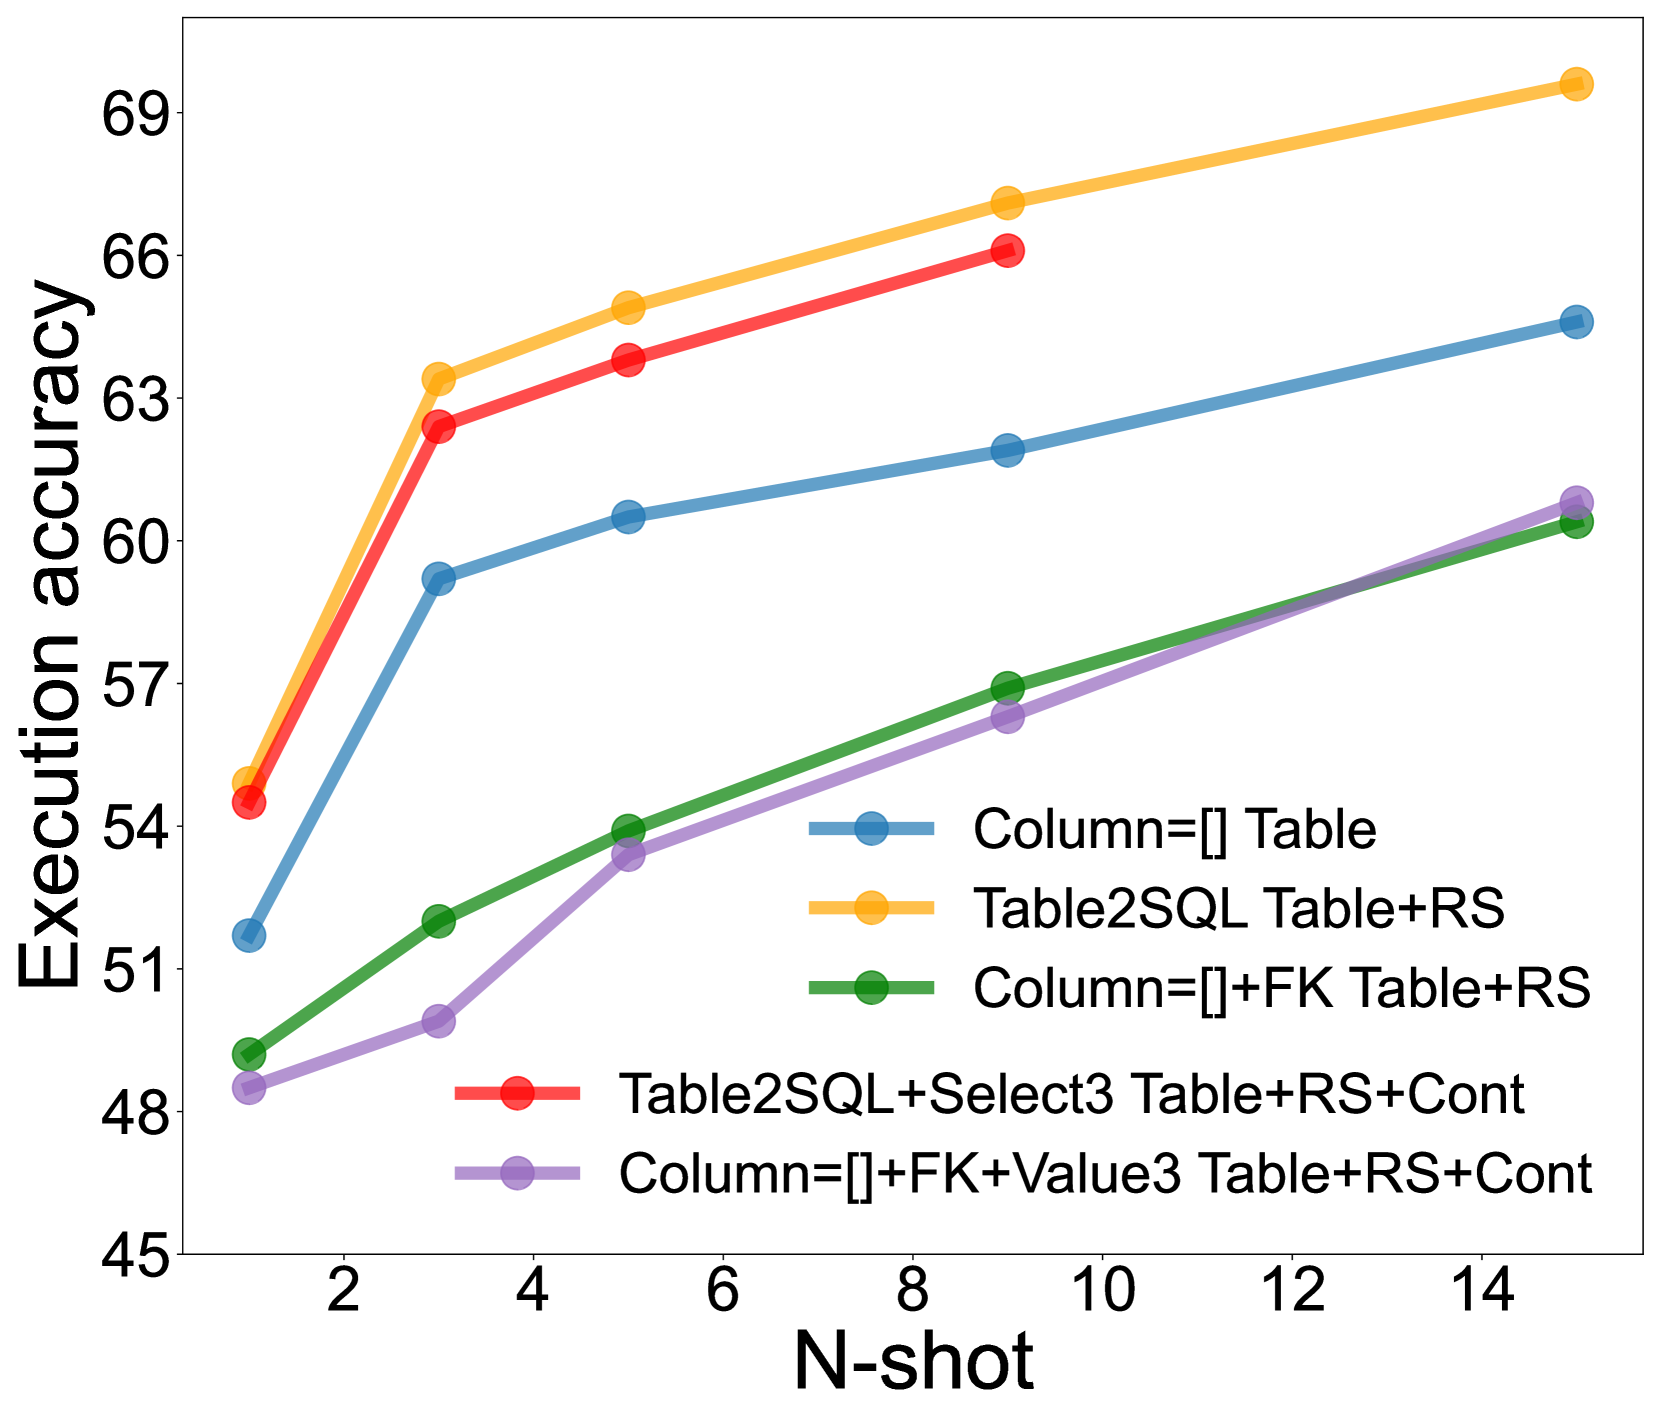 Execution accuracy
69
66
63
60
57
54
51
48
45
Column=[] Table
Table2SQL Table+RS
Column=[]+FK Table+RS
Table2SQL+Select3 Table+RS+Cont
Column=[]+FK+Value3 Table+RS+Cont
2 4 6 8 10 12 14
N-shot